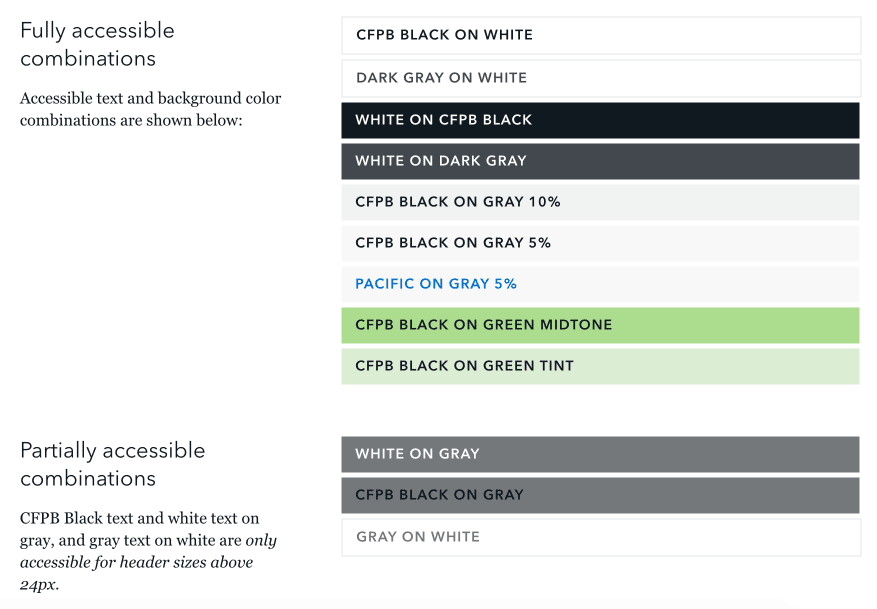 Fully accessible
combinations
Accessible text and background color
combinations are shown below:
CFPB BLACK ON WHITE
DARK GRAY ON WHITE
WHITE ON CFPB BLACK
WHITE ON DARK GRAY
CFPB BLACK ON GRAY 10%
CFPB BLACK ON GRAY 5%
PACIFIC ON GRAY 5%
CFPB BLACK ON GREEN MIDTONE
CFPB BLACK ON GREEN TINT
Partially accessible
combinations
CFPB Black text and white text on
gray, and gray text on white are only
accessible for header sizes above
24px.
WHITE ON GRAY
CFPB BLACK ON GRAY
GRAY ON WHITE